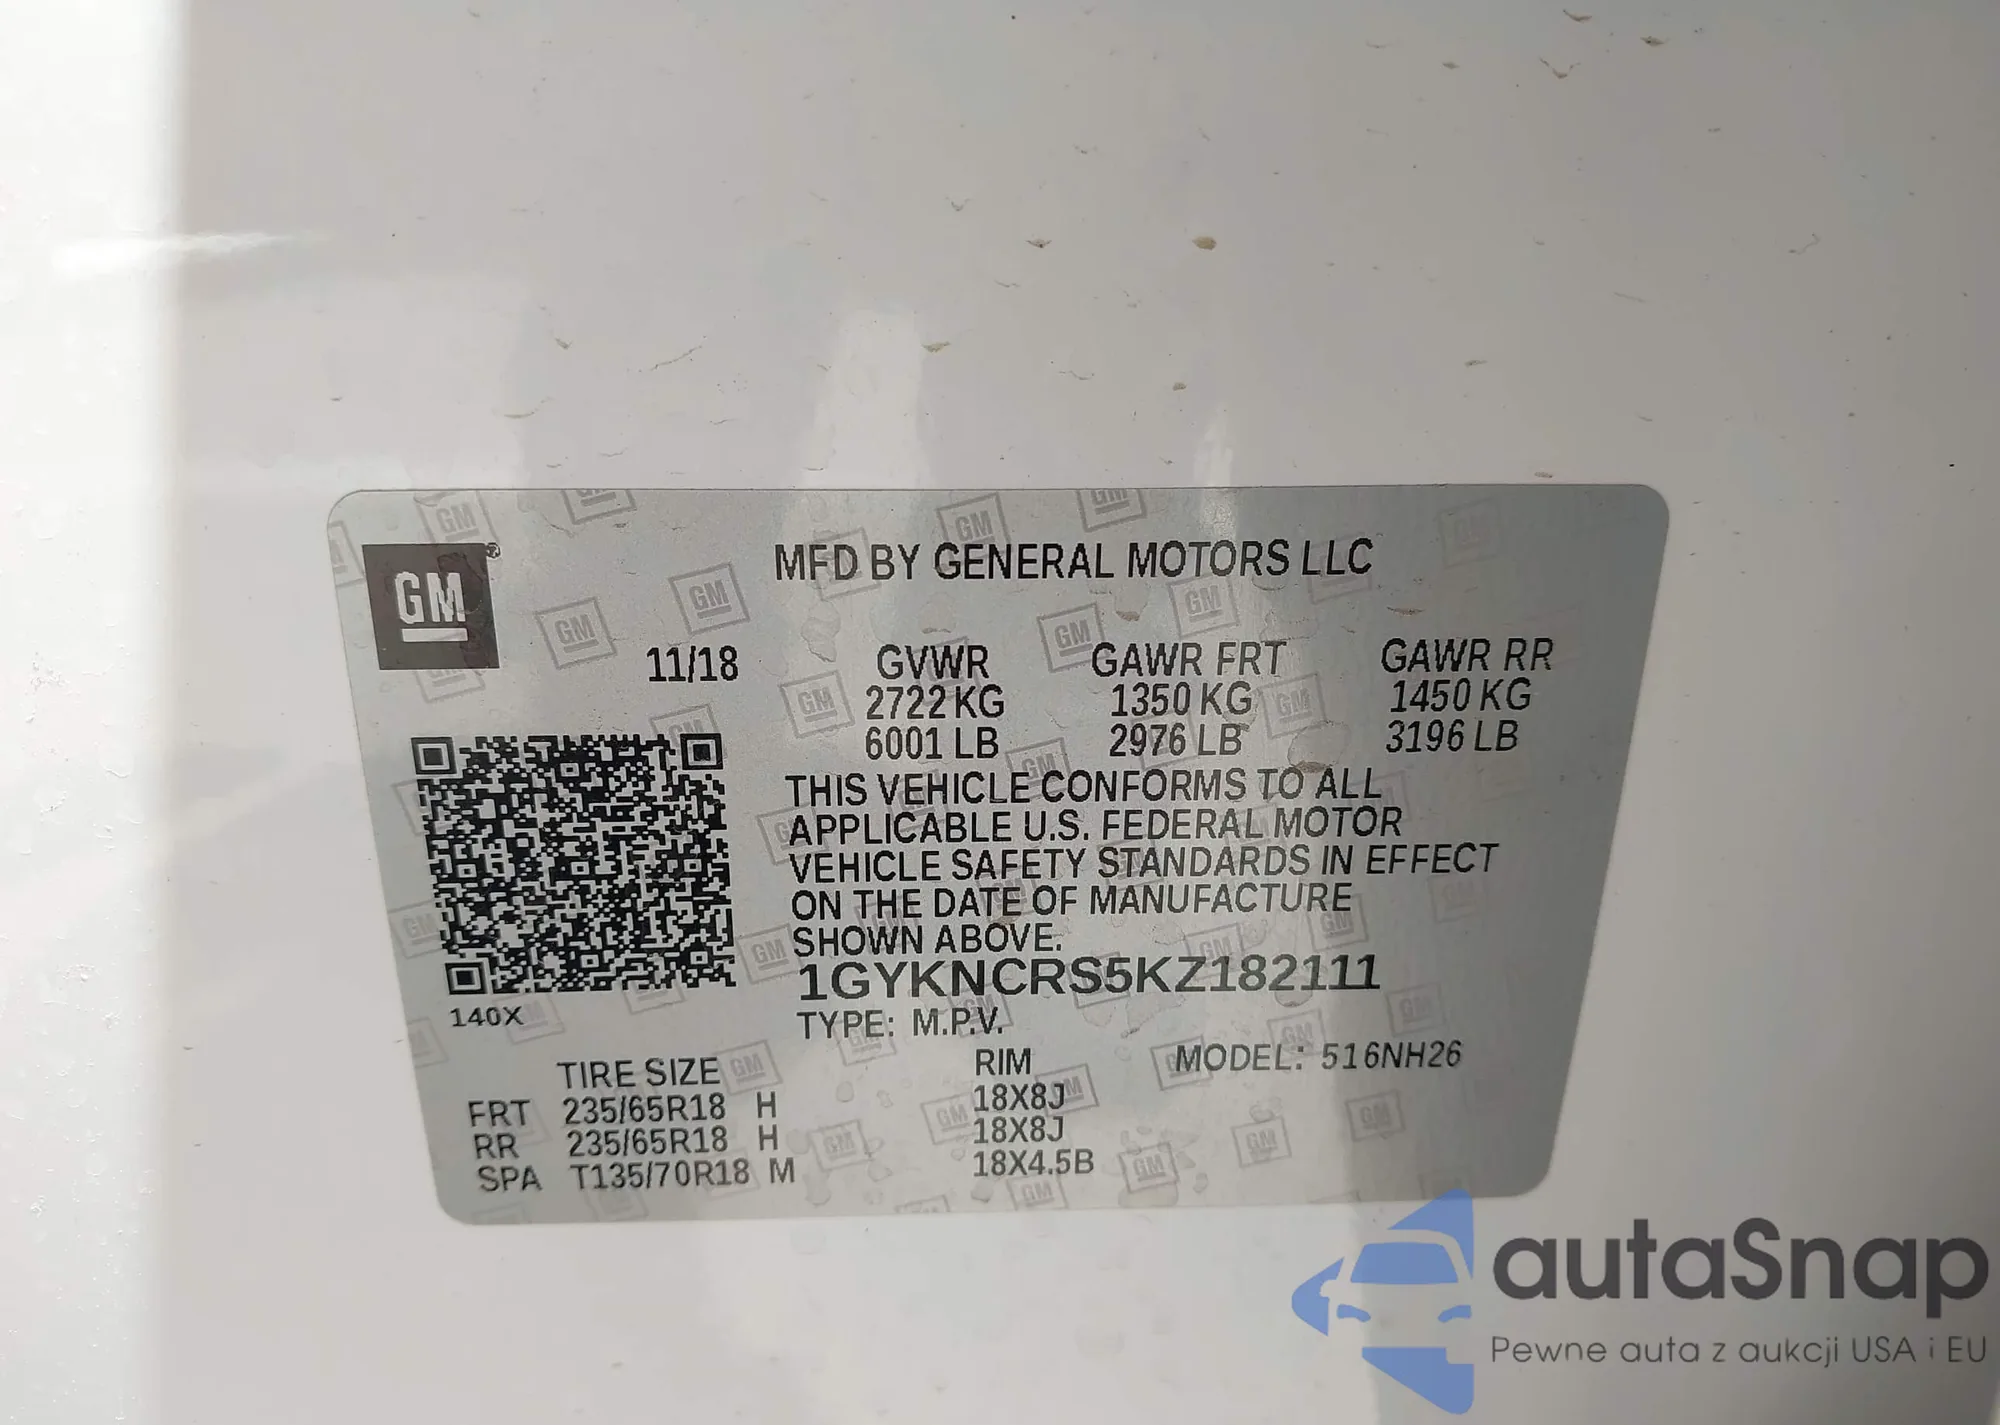 GM
MFD BY GENERAL MOTORS LLC
11/18 GVWR GAWR FRT GAWR RR
2722 KG 1350 KG 1450 KG
6001 LB 2976 LB 3196 LB
THIS VEHICLE CONFORMS TO ALL
APPLICABLE U.S. FEDERAL MOTOR
VEHICLE SAFETY STANDARDS IN EFFECT
ON THE DATE OF MANUFACTURE
SHOWN ABOVE.
1GYKNCRS5KZ182111
140X
TYPE: M.P.V.
TIRE SIZE RIM MODEL: 516NH26
FRT 235/65R18 H 18X8J
RR 235/65R18 H 18X8J
SPA T135/70R18 M 18X4.5B
autaSnap
Pewne auta z aukcji USA i EU